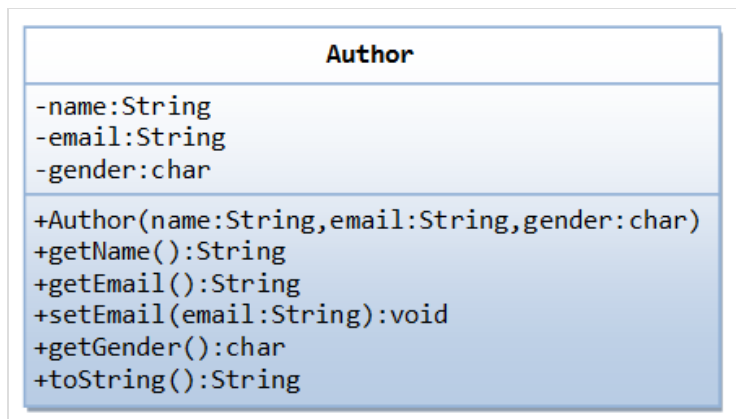 Author
-name:String
-email:String
-gender:char
+Author(name:String,email:String,gender:char)
+getName():String
+getEmail():String
+setEmail(email:String):void
+getGender():char
+toString():String